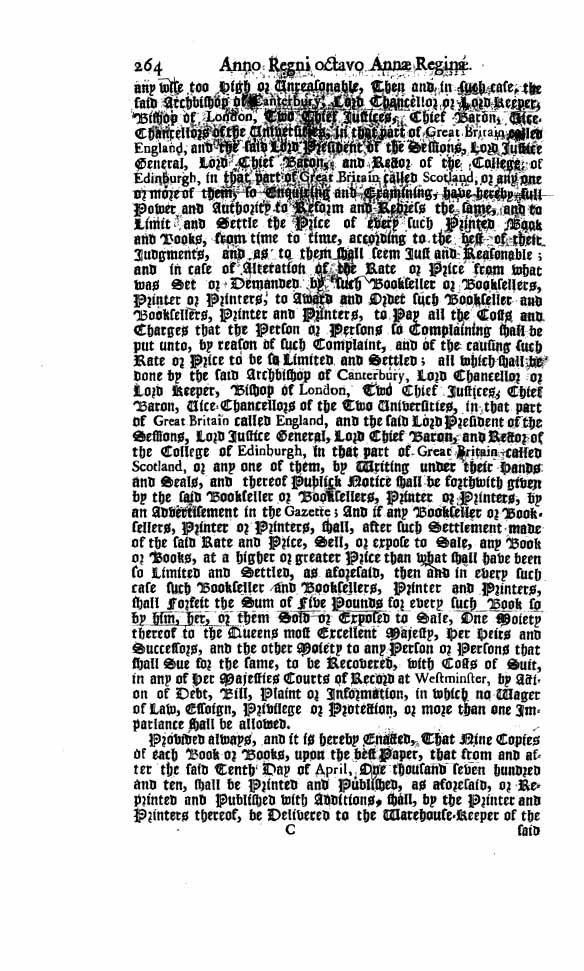 264 Anno Regni octavo Annæ Reginæ.
any wise too High or Unreasonable, Then and in such case, the
said Archbishop of Canterbury, Lord Chancellor or Lord Keeper,
Bishop of London, Two Chief Justices, Chief Baron, Vice-
Chancellors of the Universities, in that part of Great Britain called
England, and the said Lord President of the Sessions, Lord Justice
General, Lord Chief Baron, and Rector of the College of
Edinburgh, in that part of Great Britain called Scotland, or any one
or more of them, so Enquiring and Examining, have hereby full
Power and Authority to Reform and Redress the same, and to
Limit and Settle the Price of every such Printed Book
and Books, from time to time, according to the best of their
Judgments, and as to them shall seem Just and Reasonable;
and in case of Alteration of the Rate or Price from what
was Set or Demanded by such Bookseller or Booksellers,
Printer or Printers, to Award and Order such Bookseller and
Booksellers, Printer and Printers, to Pay all the Costs and
Charges that the Person or Persons so Complaining shall be
put unto, by reason of such Complaint, and of the causing such
Rate or Price to be so Limited and Settled; all which shall be
done by the said Archbishop of Canterbury, Lord Chancellor or
Lord Keeper, Bishop of London, Two Chief Justices, Chief
Baron, Vice-Chancellors of the Two Universities, in that part
of Great Britain called England, and the said Lord President of the
Sessions, Lord Justice General, Lord Chief Baron, and Rector of
the College of Edinburgh, in that part of Great Britain called
Scotland, or any one of them, by Writing under their Hands
and Seals, and thereof Publick Notice shall be forthwith given
by the said Bookseller or Booksellers, Printer or Printers, by
an Advertisement in the Gazette; And if any Bookseller or Book-
sellers, Printer or Printers, shall, after such Settlement made
of the said Rate and Price, Sell, or expose to Sale, any Book
or Books, at a higher or greater Price than what shall have been
so Limited and Settled, as aforesaid, then and in every such
case such Bookseller and Booksellers, Printer and Printers,
shall Forfeit the Sum of Five Pounds for every such Book so
by him, her, or them Sold or Exposed to Sale, One Moiety
thereof to the Queens most Excellent Majesty, Her Heirs and
Successors, and the other Moiety to any Person or Persons that
shall Sue for the same, to be Recovered, with Costs of Suit,
in any of Her Majesties Courts of Record at Westminster, by Acti-
on of Debt, Bill, Plaint or Information, in which no Wager
of Law, Essoign, Privilege or Protection, or more than one Im-
parlance shall be allowed.
Provided always, and it is hereby Enacted, That Nine Copies
of each Book or Books, upon the best Paper, that from and af-
ter the said Tenth Day of April, One thousand seven hundred
and ten, shall be Printed and Published, as aforesaid, or Re-
printed and Published with Additions, shall, by the Printer and
Printers thereof, be Delivered to the Warehouse-Keeper of the
C said